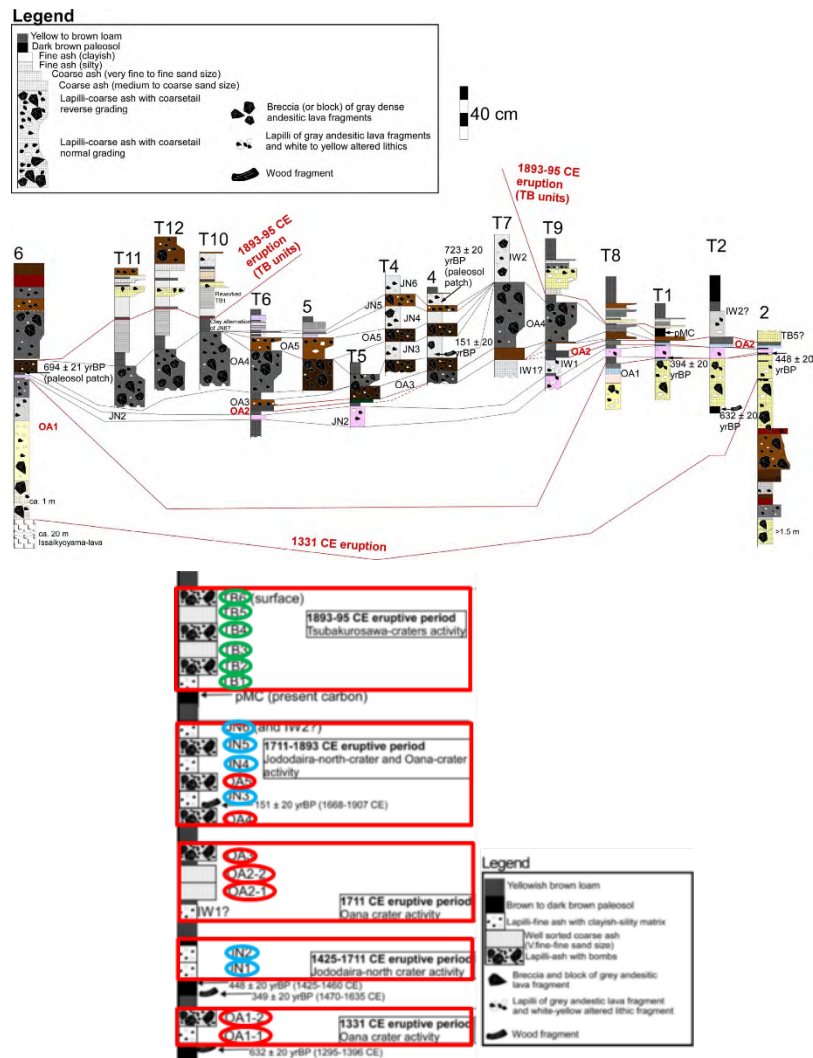 Legend
Yellow to brown loam
Dark brown paleosol
Fine ash (clayish)
Fine ash (silty)
Coarse ash (very fine to fine sand size)
Coarse ash (medium to coarse sand size)
Lapilli-coarse ash with coarsetail
reverse grading
Lapilli-coarse ash with coarsetail
normal grading
Breccia (or block) of gray dense
andesitic lava fragments
Lapilli of gray andesitic lava fragments
and white to yellow altered lithics
Wood fragment
40 cm
1893-95 CE
eruption
(TB units)
1893-95 CE
eruption
(TB units)
6
T11
T12
T10
T6
5
T5
T4
4
T7
T9
T8
T1
T2
2
723 ± 20
yrBP
(paleosol
patch)
IW2
JN6
JN5
JN4
JN3
Reworked
TB1
Clay alternation
of JN6?
OA4
OA5
OA5
OA3
OA2
OA3
JN2
JN2
151 ± 20
yrBP
OA4
IW1?
IW1
OA2
OA1
pMC
394 ± 20
yrBP
IW2?
OA2
TB5?
448 ± 20
yrBP
632 ± 20
yrBP
694 ± 21 yrBP
(paleosol patch)
OA1
ca. 1 m
ca. 20 m
Issaikyoyama-lava
1331 CE eruption
>1.5 m
TB6 (surface)
TB5
TB4
TB3
TB2
TB1
1893-95 CE eruptive period
Tsubakurosawa-craters activity
pMC (present carbon)
JN6 (and IW2?)
JN5
JN4
OA5
JN3
1711-1893 CE eruptive period
Jododaira-north-crater and Oana-crater
activity
151 ± 20 yrBP (1668-1907 CE)
OA4
OA3
OA2-2
OA2-1
IW1?
1711 CE eruptive period
Oana crater activity
JN2
JN1
1425-1711 CE eruptive period
Jododaira-north crater activity
448 ± 20 yrBP (1425-1460 CE)
349 ± 20 yrBP (1470-1635 CE)
OA1-2
OA1-1
1331 CE eruptive period
Oana crater activity
632 ± 20 yrBP (1295-1396 CE)
Legend
Yellowish brown loam
Brown to dark brown paleosol
Lapilli-fine ash with clayish-sility matrix
Well sorted coarse ash
(V.fine-fine sand size)
Lapilli-ash with bombs
Breccia and block of grey andesitic
lava fragment
Lapilli of grey andestic lava fragment
and white-yellow altered lithic fragment
Wood fragment